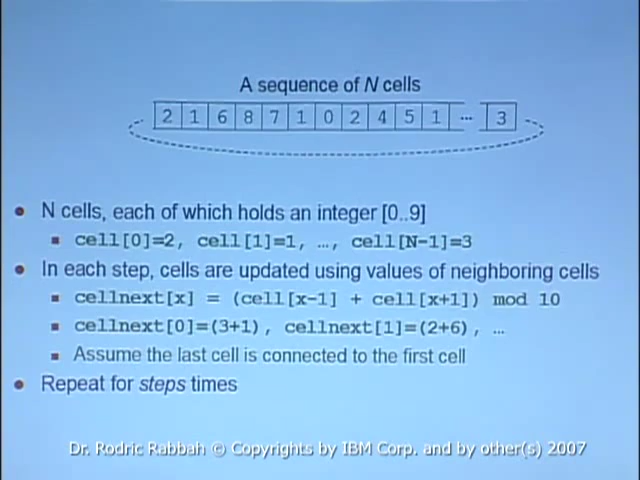 A sequence of N cells
2 1 6 8 7 1 0 2 4 5 1 ... 3
• N cells, each of which holds an integer [0..9]
▪ cell[0]=2, cell[1]=1, …, cell[N-1]=3
• In each step, cells are updated using values of neighboring cells
▪ cellnext[x] = (cell[x-1] + cell[x+1]) mod 10
▪ cellnext[0]=(3+1), cellnext[1]=(2+6), …
▪ Assume the last cell is connected to the first cell
• Repeat for steps times
Dr. Rodric Rabbah © Copyrights by IBM Corp. and by other(s) 2007